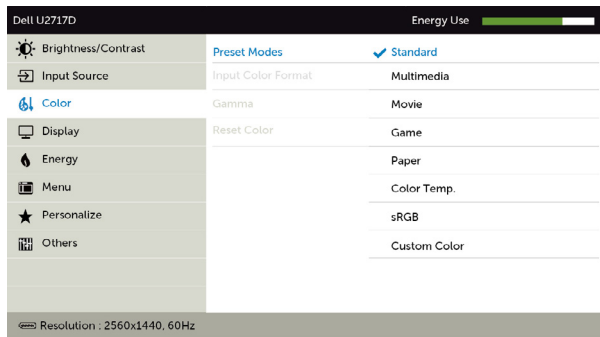 Dell U2717D Energy Use
Brightness/Contrast
Input Source
Color
Display
Energy
Menu
Personalize
Others
Preset Modes
Input Color Format
Gamma
Reset Color
Standard
Multimedia
Movie
Game
Paper
Color Temp.
sRGB
Custom Color
Resolution : 2560x1440, 60Hz